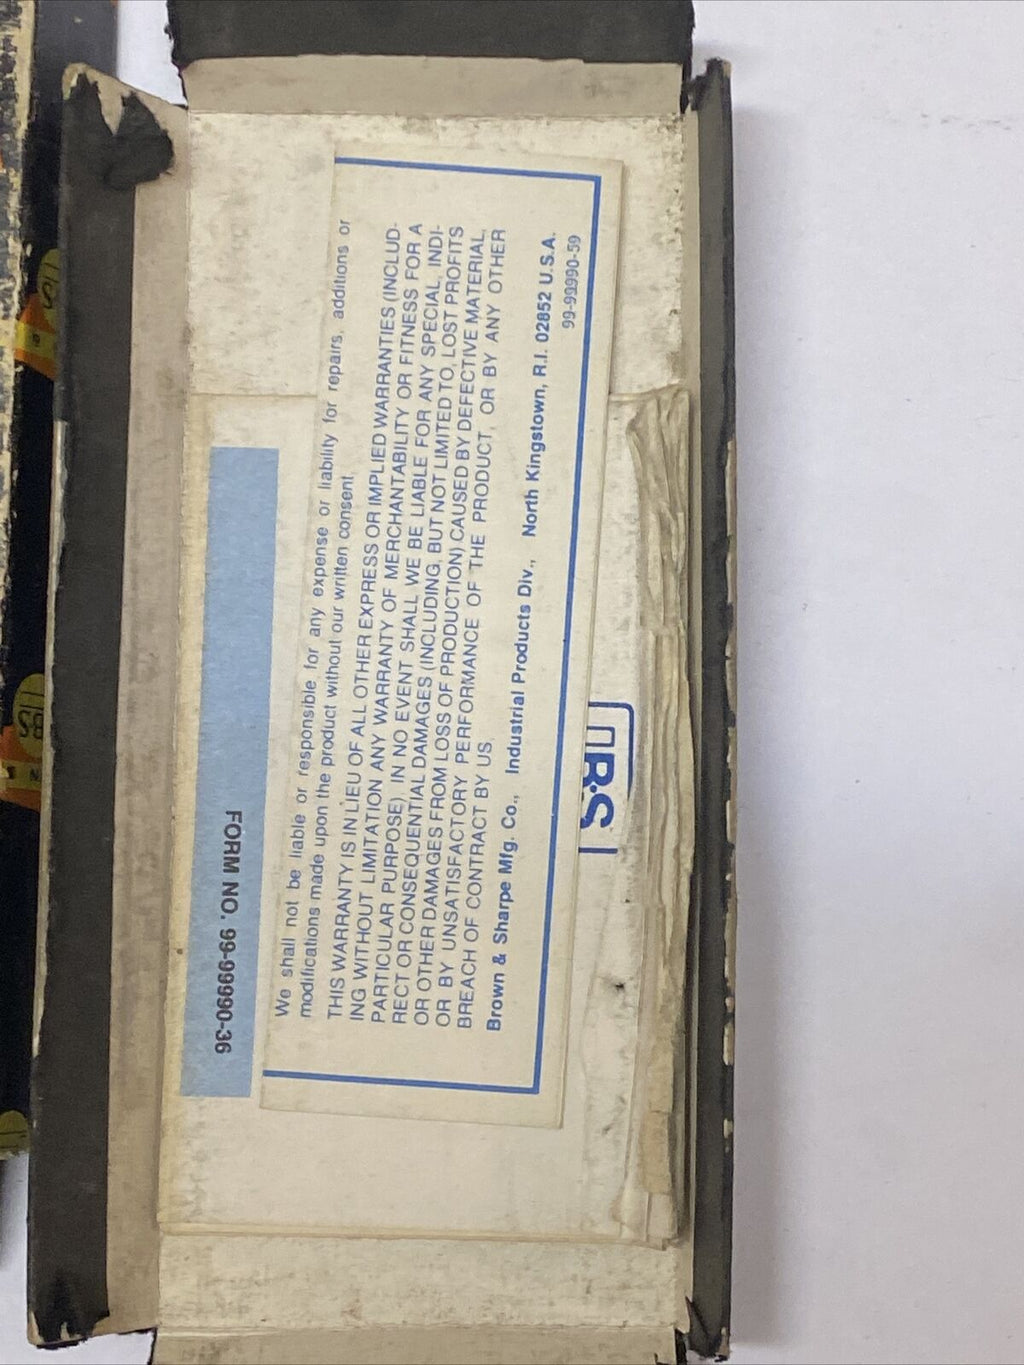 We shall not be liable or responsible for any expense or liability for repairs, additions or
modifications made upon the product without our written consent.
THIS WARRANTY IS IN LIEU OF ALL OTHER EXPRESS OR IMPLIED WARRANTIES (INCLUD-
ING WITHOUT LIMITATION ANY WARRANTY OF MERCHANTABILITY OR FITNESS FOR A
PARTICULAR PURPOSE). IN NO EVENT SHALL WE BE LIABLE FOR ANY SPECIAL, INDI-
RECT OR CONSEQUENTIAL DAMAGES (INCLUDING, BUT NOT LIMITED TO, LOST PROFITS
OR OTHER DAMAGES FROM LOSS OF PRODUCTION) CAUSED BY DEFECTIVE MATERIAL,
OR BY UNSATISFACTORY PERFORMANCE OF THE PRODUCT, OR BY ANY OTHER
BREACH OF CONTRACT BY US.
Brown & Sharpe Mfg. Co., Industrial Products Div., North Kingstown, R.I. 02852 U.S.A.
99-99990-59
FORM NO. 99-99990-36